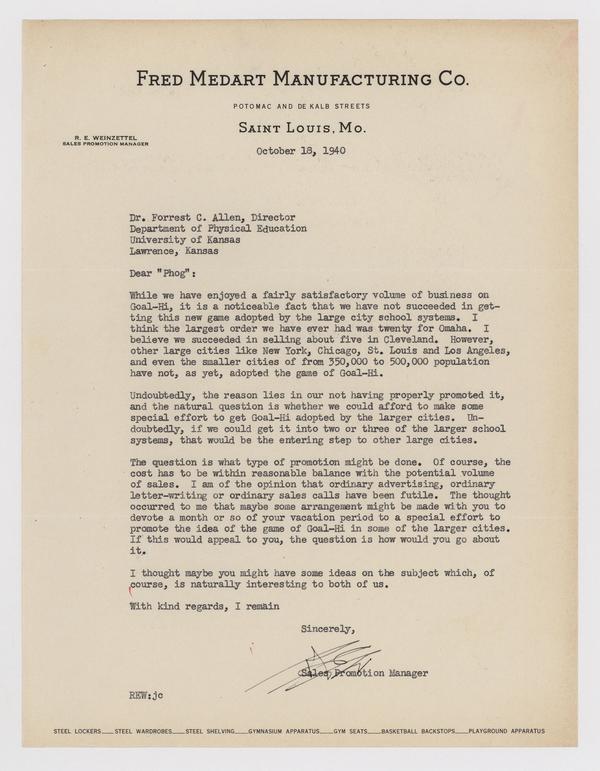 FRED MEDART MANUFACTURING CO.
POTOMAC AND DE KALB STREETS
SAINT LOUIS, MO.
R. E. WEINZETTEL
SALES PROMOTION MANAGER
October 18, 1940
Dr. Forrest C. Allen, Director
Department of Physical Education
University of Kansas
Lawrence, Kansas
Dear "Phog":
While we have enjoyed a fairly satisfactory volume of business on
Goal-Hi, it is a noticeable fact that we have not succeeded in get-
ting this new game adopted by the large city school systems. I
think the largest order we have ever had was twenty for Omaha. I
believe we succeeded in selling about five in Cleveland. However,
other large cities like New York, Chicago, St. Louis and Los Angeles,
and even the smaller cities of from 350,000 to 500,000 population
have not, as yet, adopted the game of Goal-Hi.
Undoubtedly, the reason lies in our not having properly promoted it,
and the natural question is whether we could afford to make some
special effort to get Goal-Hi adopted by the larger cities. Un-
doubtedly, if we could get it into two or three of the larger school
systems, that would be the entering step to other large cities.
The question is what type of promotion might be done. Of course, the
cost has to be within reasonable balance with the potential volume
of sales. I am of the opinion that ordinary advertising, ordinary
letter-writing or ordinary sales calls have been futile. The thought
occurred to me that maybe some arrangement might be made with you to
devote a month or so of your vacation period to a special effort to
promote the idea of the game of Goal-Hi in some of the larger cities.
If this would appeal to you, the question is how would you go about
it.
I thought maybe you might have some ideas on the subject which, of
course, is naturally interesting to both of us.
With kind regards, I remain
Sincerely,
Sales Promotion Manager
REW:jc
STEEL LOCKERS___STEEL WARDROBES___STEEL SHELVING___GYMNASIUM APPARATUS___GYM SEATS___BASKETBALL BACKSTOPS___PLAYGROUND APPARATUS